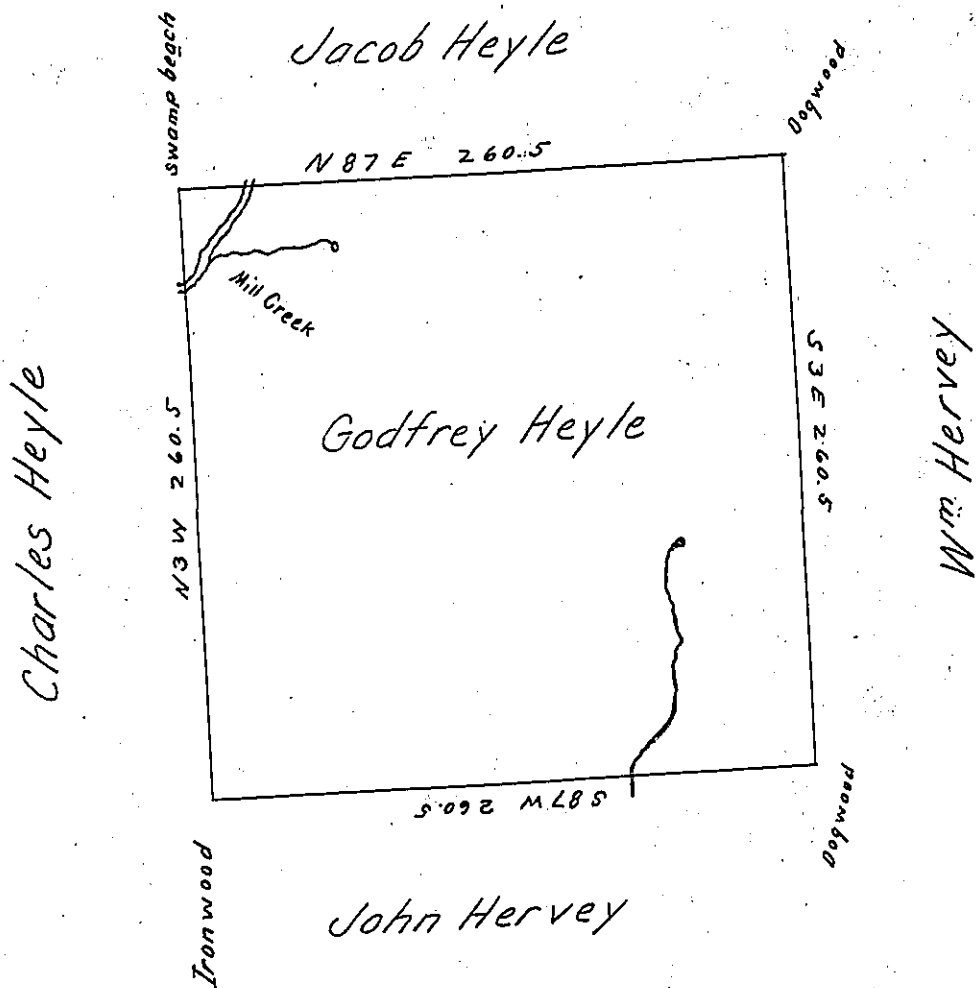 Jacob Heyle
swamp beach
Dogwood
N 87 E 260.5
Mill Creek
Charles Heyle
N 3 W 260.5
Godfrey Heyle
S 3 E 260.5
Wm Hervey
S 87 W 260.5
Dogwood
Ironwood
John Hervey